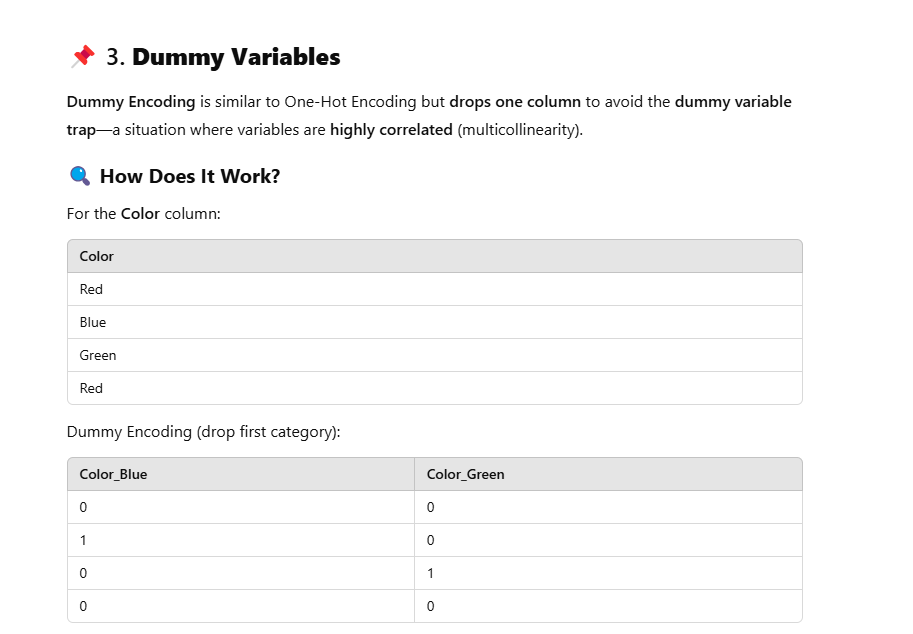 📌 3. Dummy Variables
Dummy Encoding is similar to One-Hot Encoding but drops one column to avoid the dummy variable
trap—a situation where variables are highly correlated (multicollinearity).
🔍 How Does It Work?
For the Color column:
Color
Red
Blue
Green
Red
Dummy Encoding (drop first category):
Color_Blue Color_Green
0 0
1 0
0 1
0 0